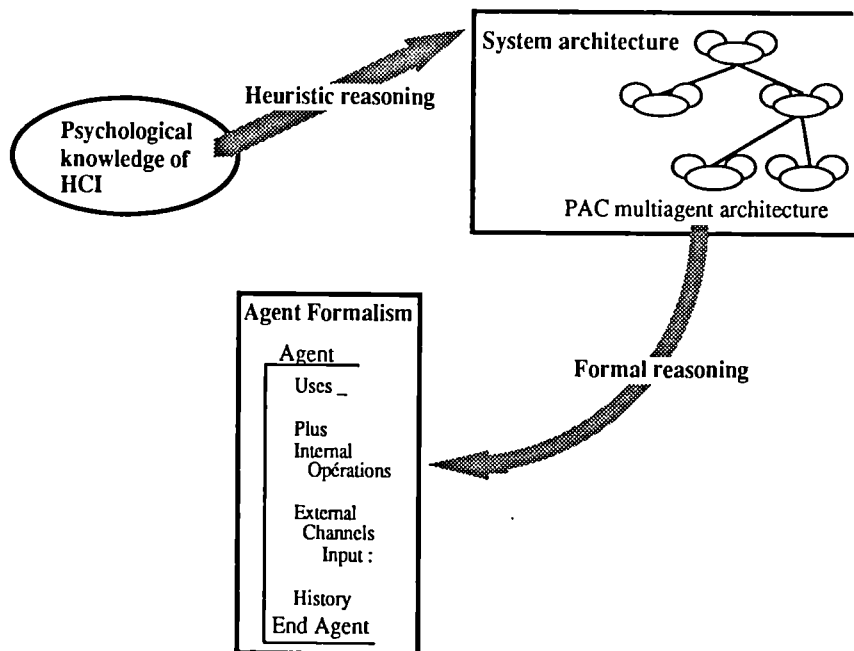 System architecture
Heuristic reasoning
Psychological
knowledge of
HCI
PAC multiagent architecture
Formal reasoning
Agent Formalism
Agent
Uses _
Plus
Internal
Opérations
External
Channels
Input :
History
End Agent